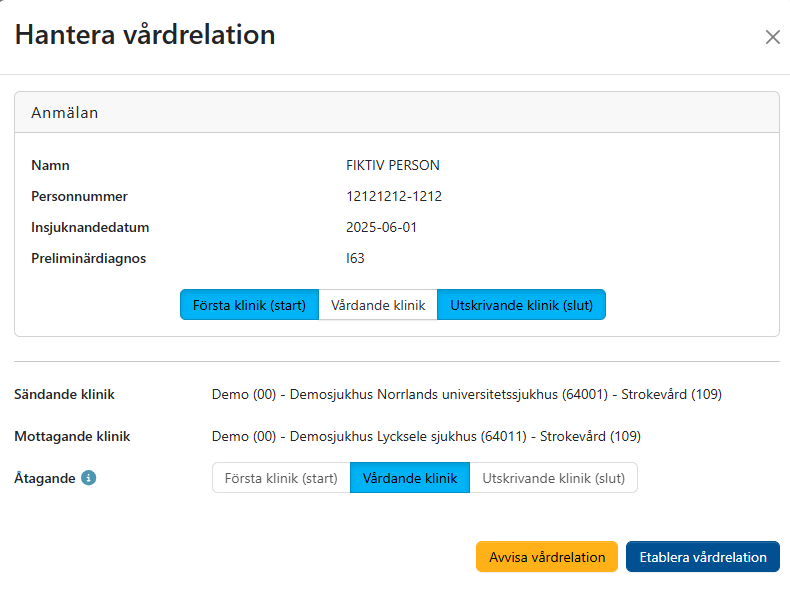 Hantera vårdrelation
Anmälan
Namn FIKTIV PERSON
Personnummer 12121212-1212
Insjuknandedatum 2025-06-01
Preliminärdiagnos I63
Första klinik (start) Vårdande klinik Utskrivande klinik (slut)
Sändande klinik Demo (00) - Demosjukhus Norrlands universitetssjukhus (64001) - Strokevård (109)
Mottagande klinik Demo (00) - Demosjukhus Lycksele sjukhus (64011) - Strokevård (109)
Åtagande Första klinik (start) Vårdande klinik Utskrivande klinik (slut)
Avvisa vårdrelation Etablera vårdrelation